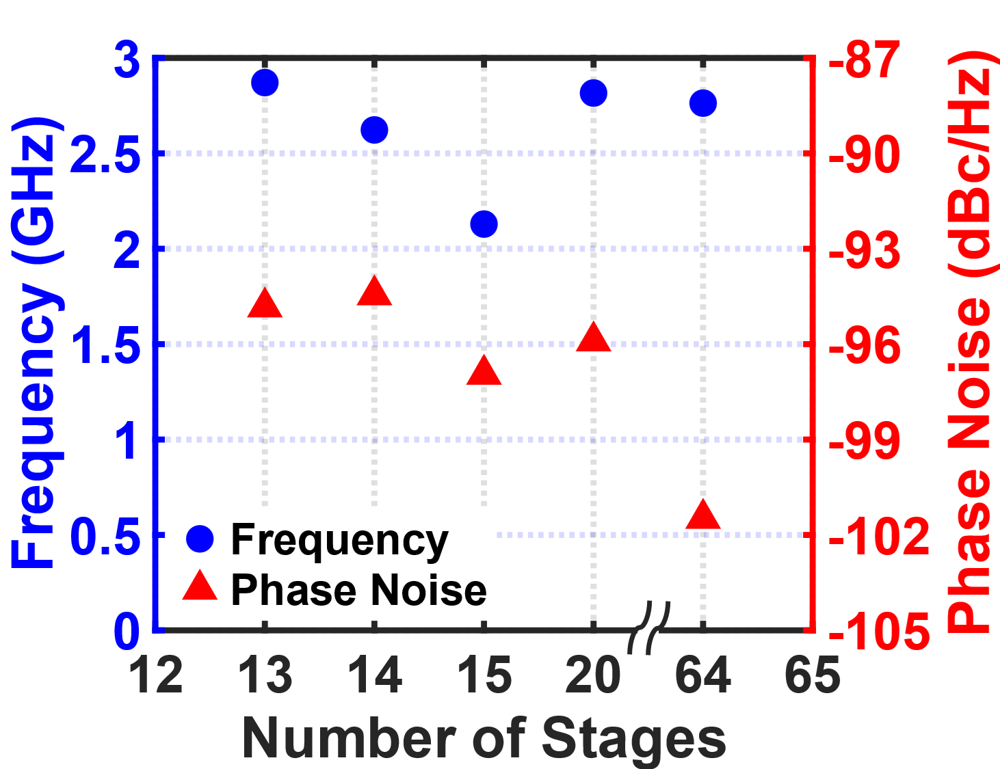 Frequency (GHz)
3
2.5
2
1.5
1
0.5
0
Frequency
Phase Noise
-87
-90
-93
-96
-99
-102
-105
Phase Noise (dBc/Hz)
12 13 14 15 20 64 65
Number of Stages